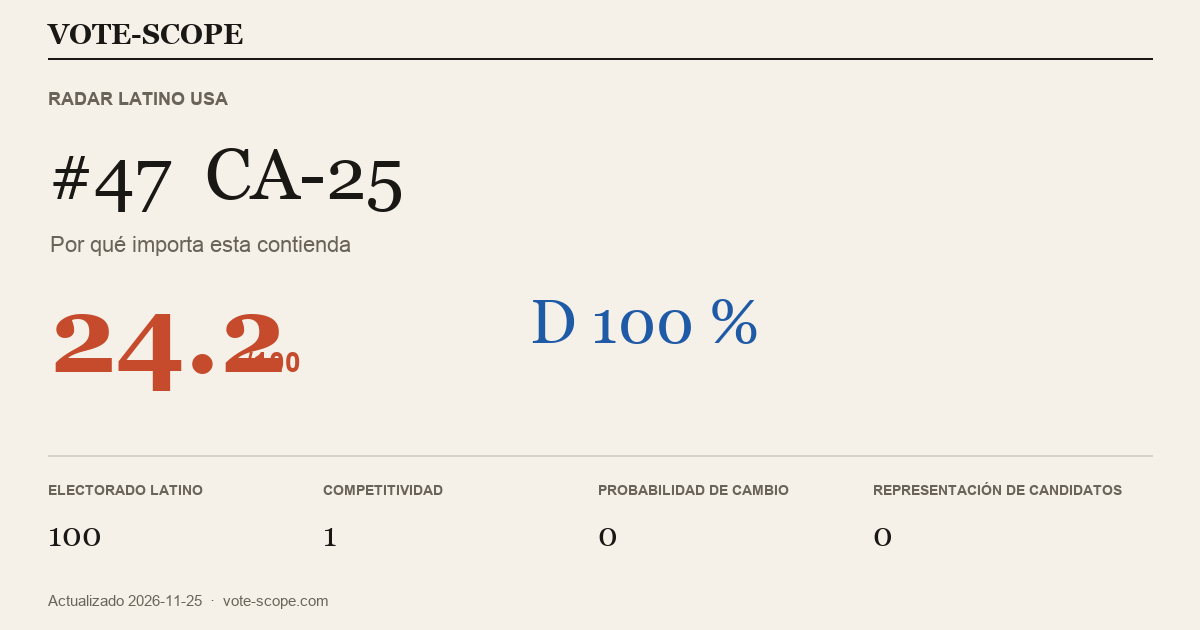 VOTE-SCOPE
RADAR LATINO USA
#47 CA-25
Por qué importa esta contienda
24.2/100
D 100 %
ELECTORADO LATINO
COMPETITIVIDAD
PROBABILIDAD DE CAMBIO
REPRESENTACIÓN DE CANDIDATOS
100
1
0
0
Actualizado 2026-11-25 · vote-scope.com